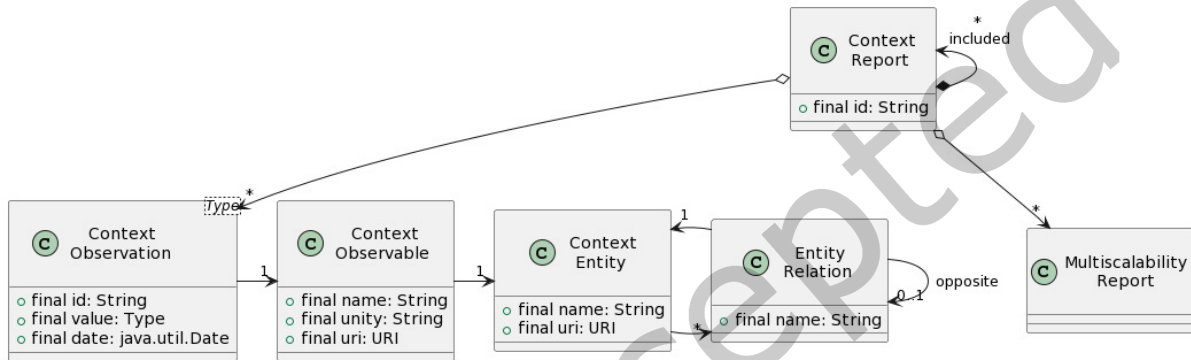 *
included
C
Context
Report
final id: String
*
Type
C
Context
Observation
final id: String
final value: Type
final date: java.util.Date
1
C
Context
Observable
final name: String
final unity: String
final uri: URI
1
C
Context
Entity
final name: String
final uri: URI
1
*
C
Entity
Relation
final name: String
opposite
0..1
*
C
Multiscalability
Report
cepted